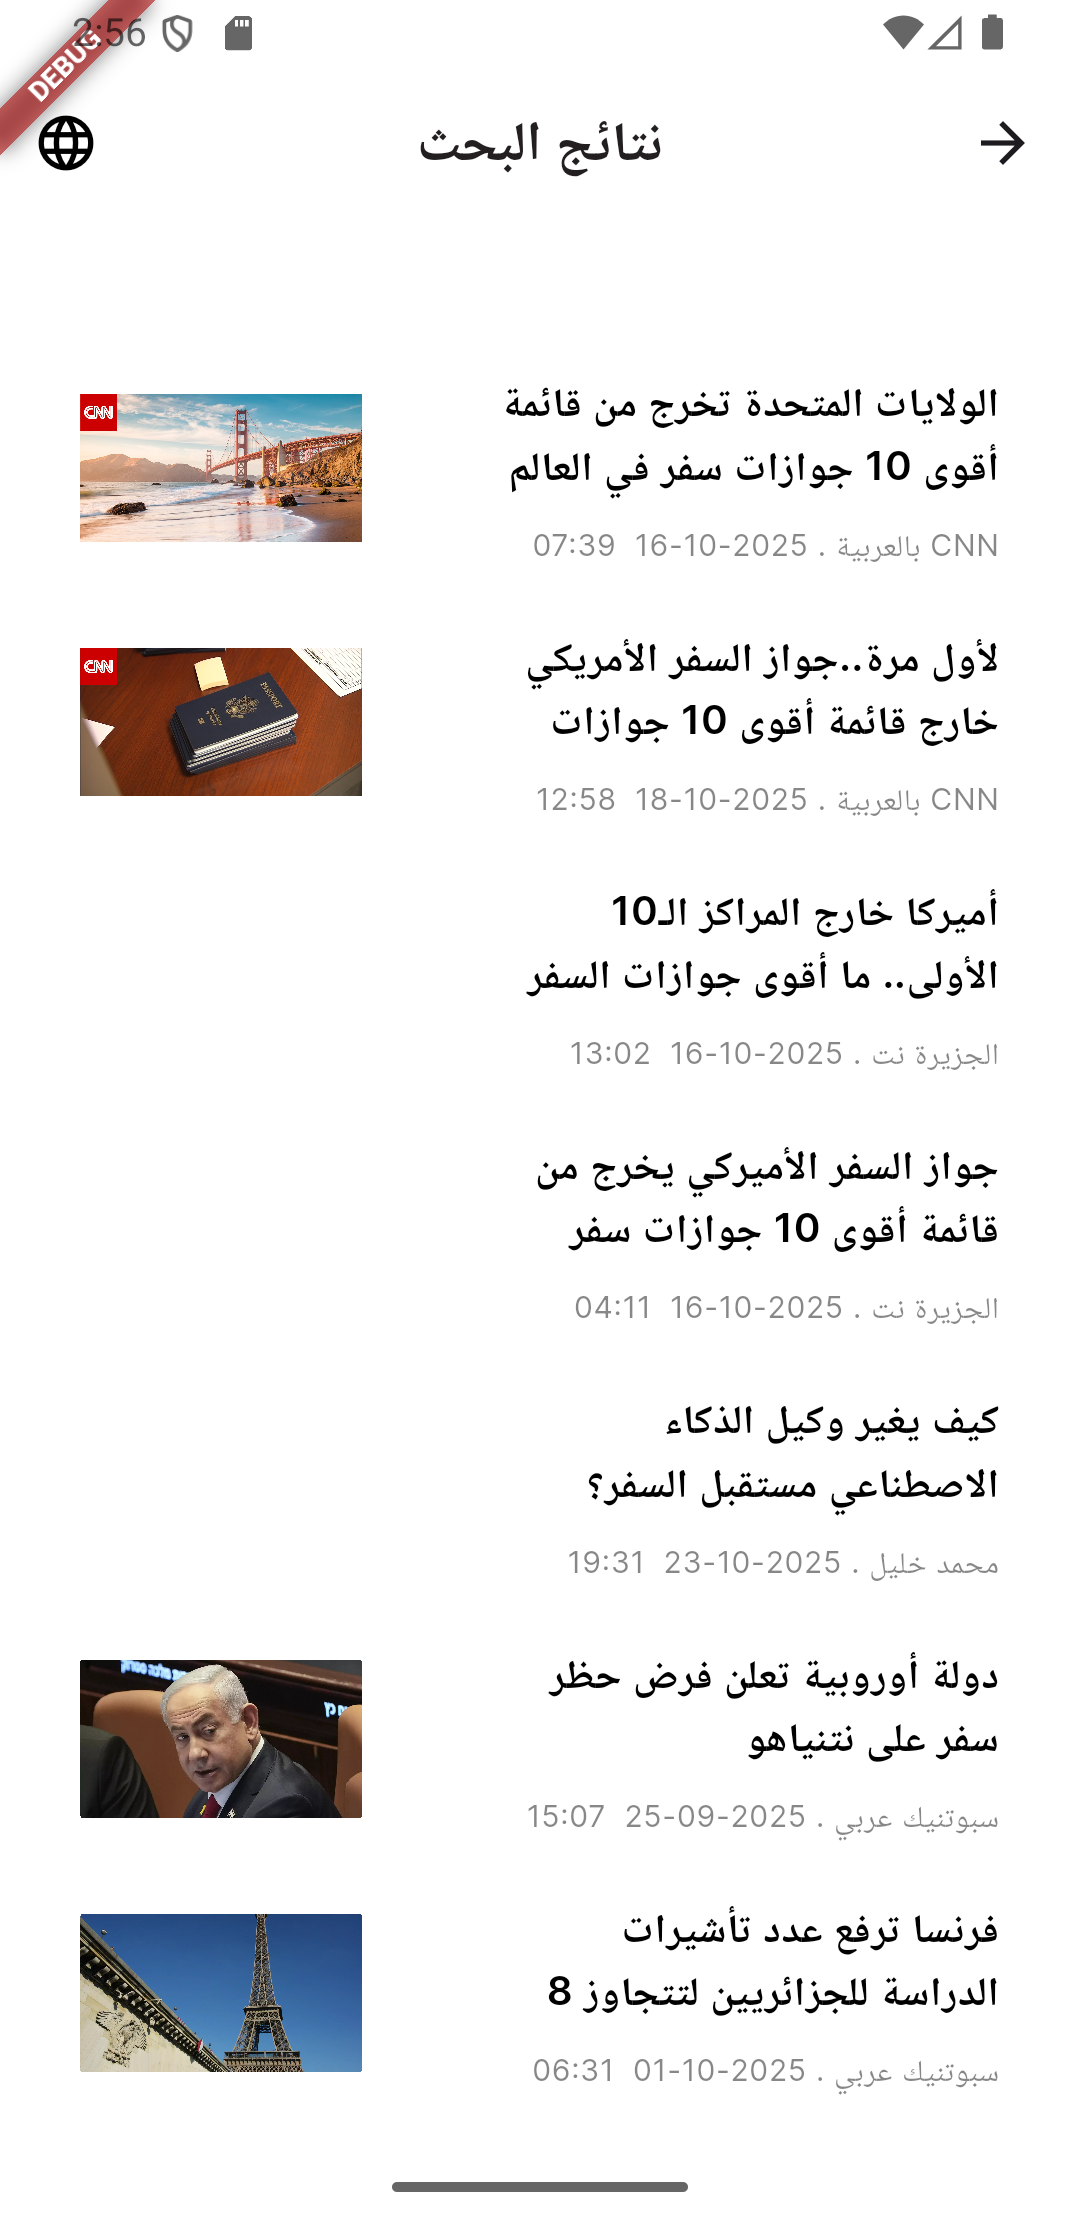 2:56
DEBUG
نتائج البحث
الولايات المتحدة تخرج من قائمة
أقوى 10 جوازات سفر في العالم
CNN بالعربية . 2025-10-16 07:39
CNN
لأول مرة..جواز السفر الأمريكي
خارج قائمة أقوى 10 جوازات
CNN بالعربية . 2025-10-18 12:58
CNN
PASSPORT
أميركا خارج المراكز الـ10
الأولى.. ما أقوى جوازات السفر
الجزيرة نت . 2025-10-16 13:02
جواز السفر الأميركي يخرج من
قائمة أقوى 10 جوازات سفر
الجزيرة نت . 2025-10-16 04:11
كيف يغير وكيل الذكاء
الاصطناعي مستقبل السفر؟
محمد خليل . 2025-10-23 19:31
دولة أوروبية تعلن فرض حظر
سفر على نتنياهو
سبوتنيك عربي . 2025-09-25 15:07
فرنسا ترفع عدد تأشيرات
الدراسة للجزائريين لتتجاوز 8
سبوتنيك عربي . 2025-10-01 06:31